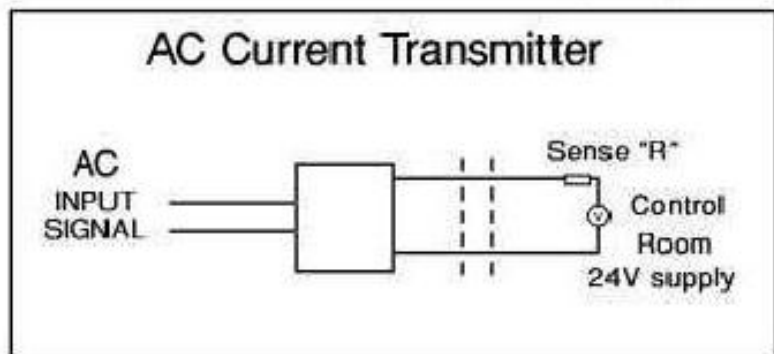 AC Current Transmitter
AC
INPUT
SIGNAL
Sense "R"
V
Control
Room
24V supply